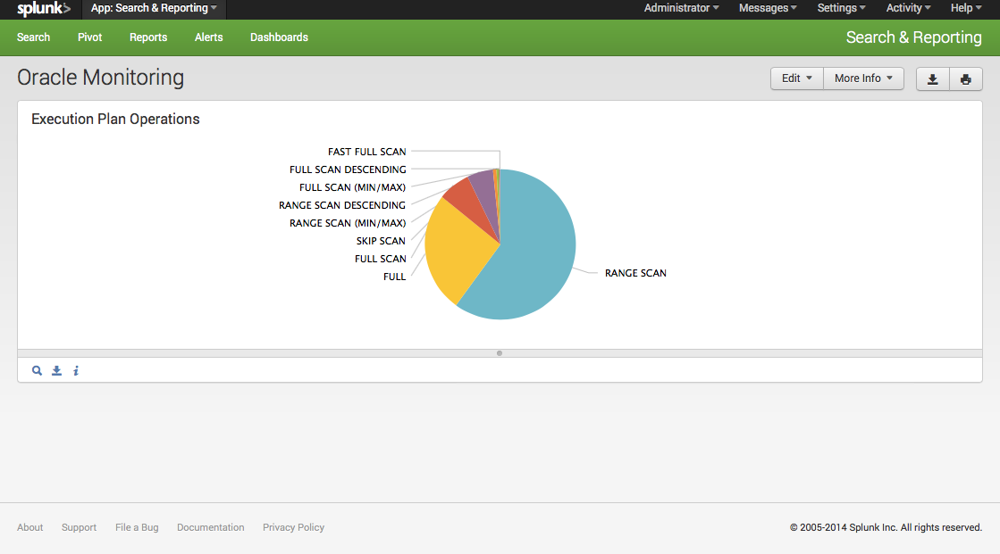 splunk> App: Search & Reporting Administrator Messages Settings Activity Help
Search Pivot Reports Alerts Dashboards Search & Reporting
Oracle Monitoring Edit More Info
Execution Plan Operations
FAST FULL SCAN
FULL SCAN DESCENDING
FULL SCAN (MIN/MAX)
RANGE SCAN DESCENDING
RANGE SCAN (MIN/MAX)
SKIP SCAN
FULL SCAN
FULL
RANGE SCAN
i
About Support File a Bug Documentation Privacy Policy © 2005-2014 Splunk Inc. All rights reserved.